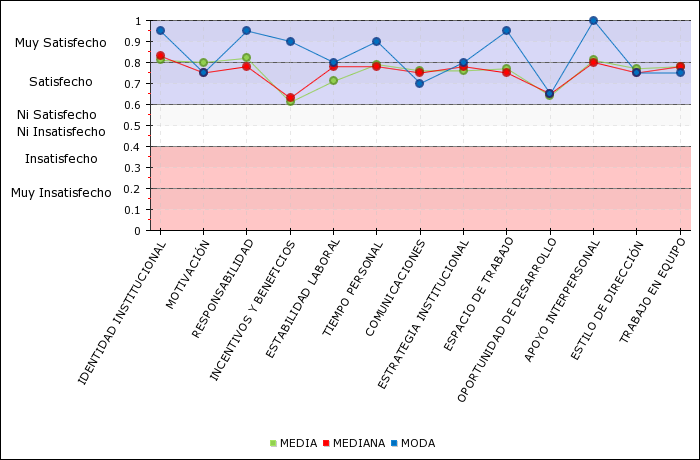 1
0.9
Muy Satisfecho
0.8
0.7
Satisfecho
0.6
Ni Satisfecho
0.5
Ni Insatisfecho
0.4
Insatisfecho
0.3
0.2
Muy Insatisfecho
0.1
0
IDENTIDAD INSTITUCIONAL
MOTIVACIÓN
RESPONSABILIDAD
INCENTIVOS Y BENEFICIOS
ESTABILIDAD LABORAL
TIEMPO PERSONAL
COMUNICACIONES
ESTRATEGIA INSTITUCIONAL
ESPACIO DE TRABAJO
OPORTUNIDAD DE DESARROLLO
APOYO INTERPERSONAL
ESTILO DE DIRECCIÓN
TRABAJO EN EQUIPO
MEDIA MEDIANA MODA